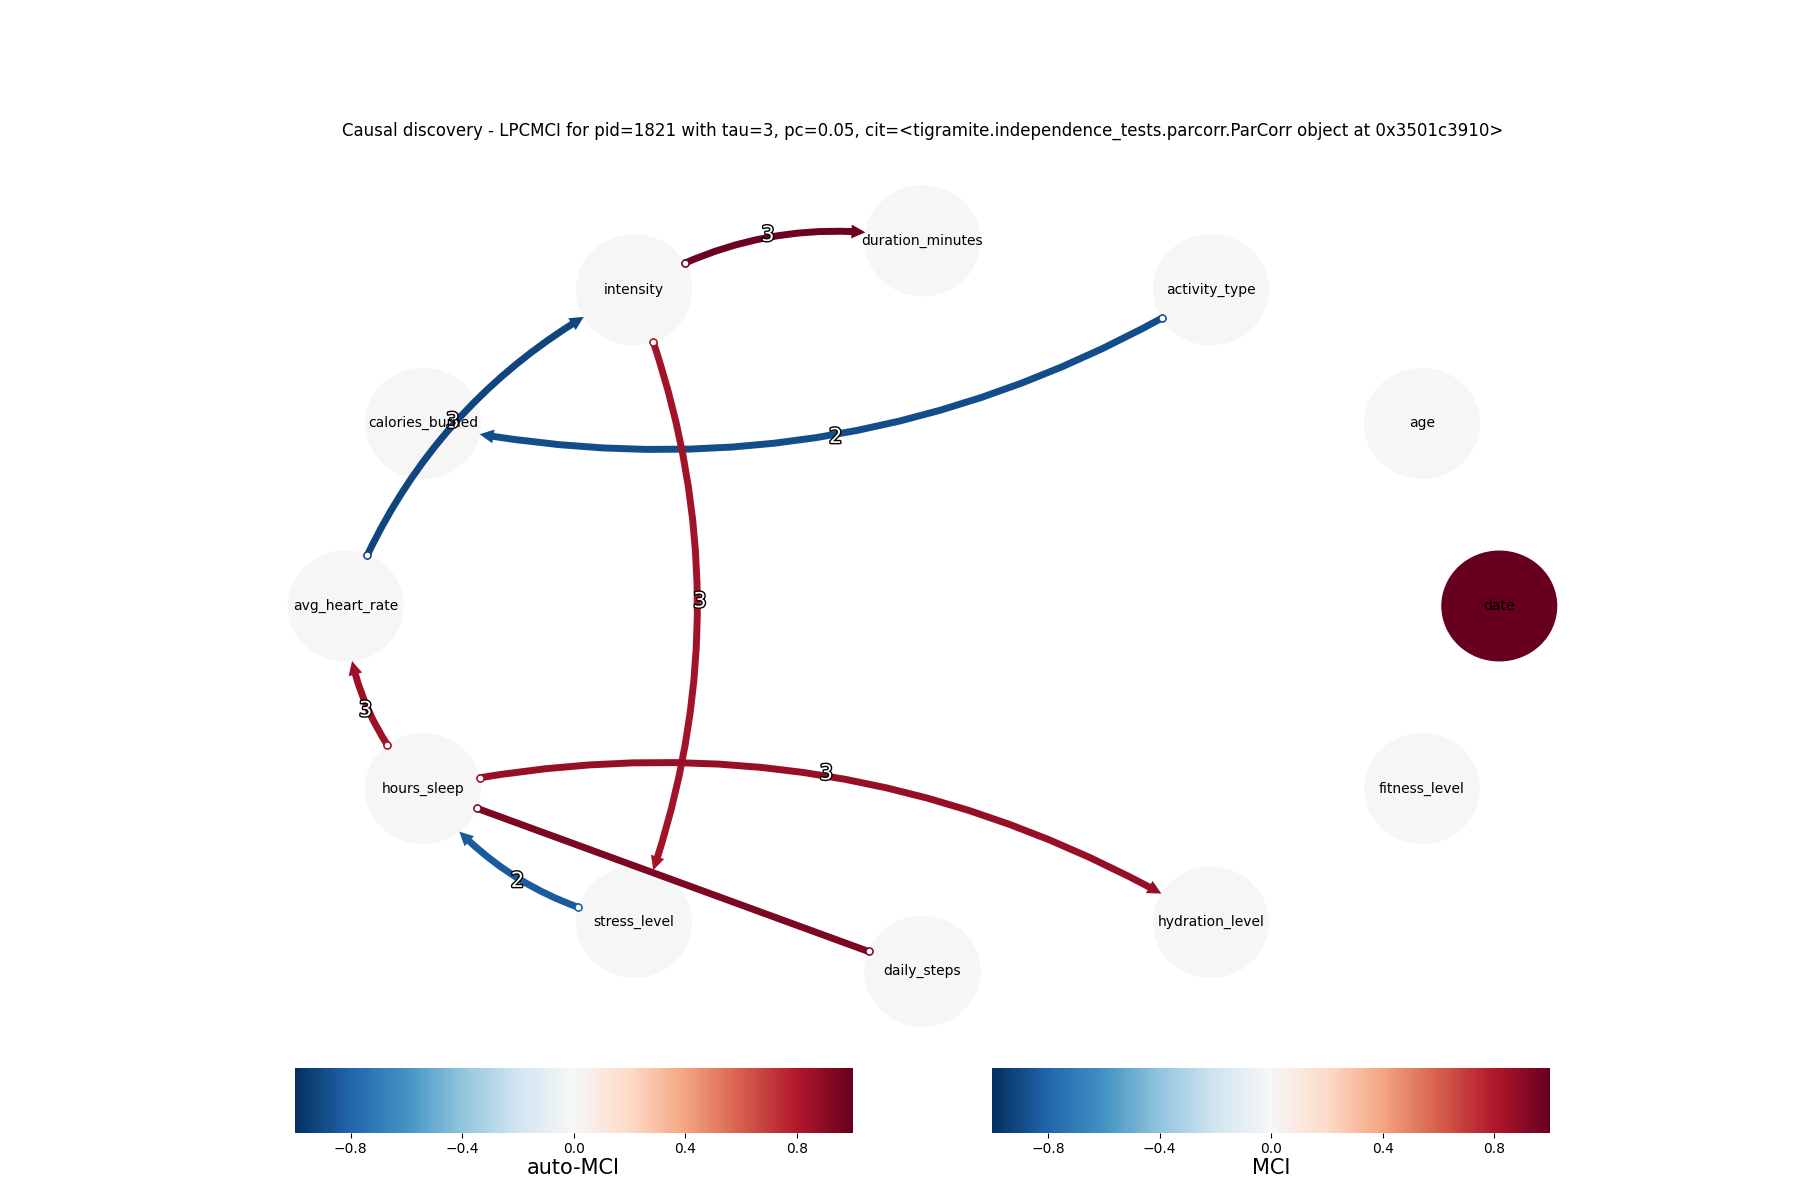 Causal discovery - LPCMCI for pid=1821 with tau=3, pc=0.05, cit=<tigramite.independence_tests.parcorr.ParCorr object at 0x3501c3910>
3
duration_minutes
intensity
activity_type
3
calories_burned
age
2
3
avg_heart_rate
date
3
3
hours_sleep
fitness_level
2
stress_level
hydration_level
daily_steps
−0.8 −0.4 0.0 0.4 0.8
auto-MCI
−0.8 −0.4 0.0 0.4 0.8
MCI